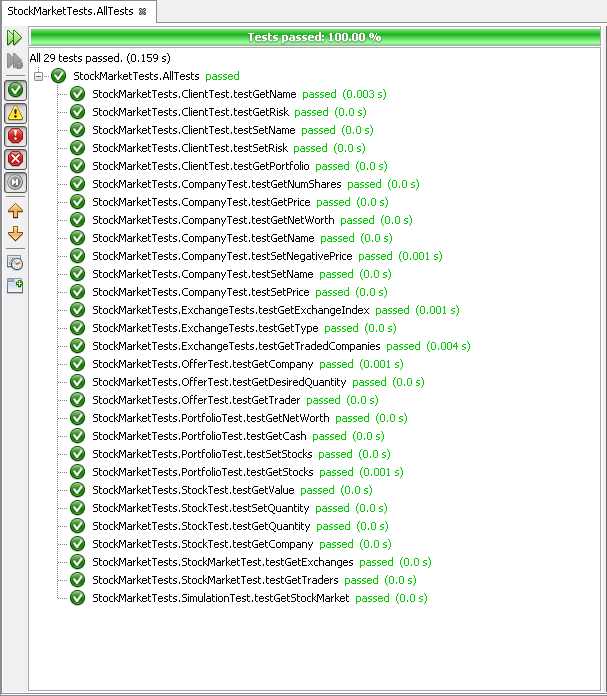 StockMarketTests.AllTests
Tests passed: 100.00 %
All 29 tests passed. (0.159 s)
StockMarketTests.AllTests passed
StockMarketTests.ClientTest.testGetName passed (0.003 s)
StockMarketTests.ClientTest.testGetRisk passed (0.0 s)
StockMarketTests.ClientTest.testSetName passed (0.0 s)
StockMarketTests.ClientTest.testSetRisk passed (0.0 s)
StockMarketTests.ClientTest.testGetPortfolio passed (0.0 s)
StockMarketTests.CompanyTest.testGetNumShares passed (0.0 s)
StockMarketTests.CompanyTest.testGetPrice passed (0.0 s)
StockMarketTests.CompanyTest.testGetNetWorth passed (0.0 s)
StockMarketTests.CompanyTest.testGetName passed (0.0 s)
StockMarketTests.CompanyTest.testSetNegativePrice passed (0.001 s)
StockMarketTests.CompanyTest.testSetName passed (0.0 s)
StockMarketTests.CompanyTest.testSetPrice passed (0.0 s)
StockMarketTests.ExchangeTests.testGetExchangeIndex passed (0.001 s)
StockMarketTests.ExchangeTests.testGetType passed (0.0 s)
StockMarketTests.ExchangeTests.testGetTradedCompanies passed (0.004 s)
StockMarketTests.OfferTest.testGetCompany passed (0.001 s)
StockMarketTests.OfferTest.testGetDesiredQuantity passed (0.0 s)
StockMarketTests.OfferTest.testGetTrader passed (0.0 s)
StockMarketTests.PortfolioTest.testGetNetWorth passed (0.0 s)
StockMarketTests.PortfolioTest.testGetCash passed (0.0 s)
StockMarketTests.PortfolioTest.testSetStocks passed (0.0 s)
StockMarketTests.PortfolioTest.testGetStocks passed (0.001 s)
StockMarketTests.StockTest.testGetValue passed (0.0 s)
StockMarketTests.StockTest.testSetQuantity passed (0.0 s)
StockMarketTests.StockTest.testGetQuantity passed (0.0 s)
StockMarketTests.StockTest.testGetCompany passed (0.0 s)
StockMarketTests.StockMarketTest.testGetExchanges passed (0.0 s)
StockMarketTests.StockMarketTest.testGetTraders passed (0.0 s)
StockMarketTests.SimulationTest.testGetStockMarket passed (0.0 s)